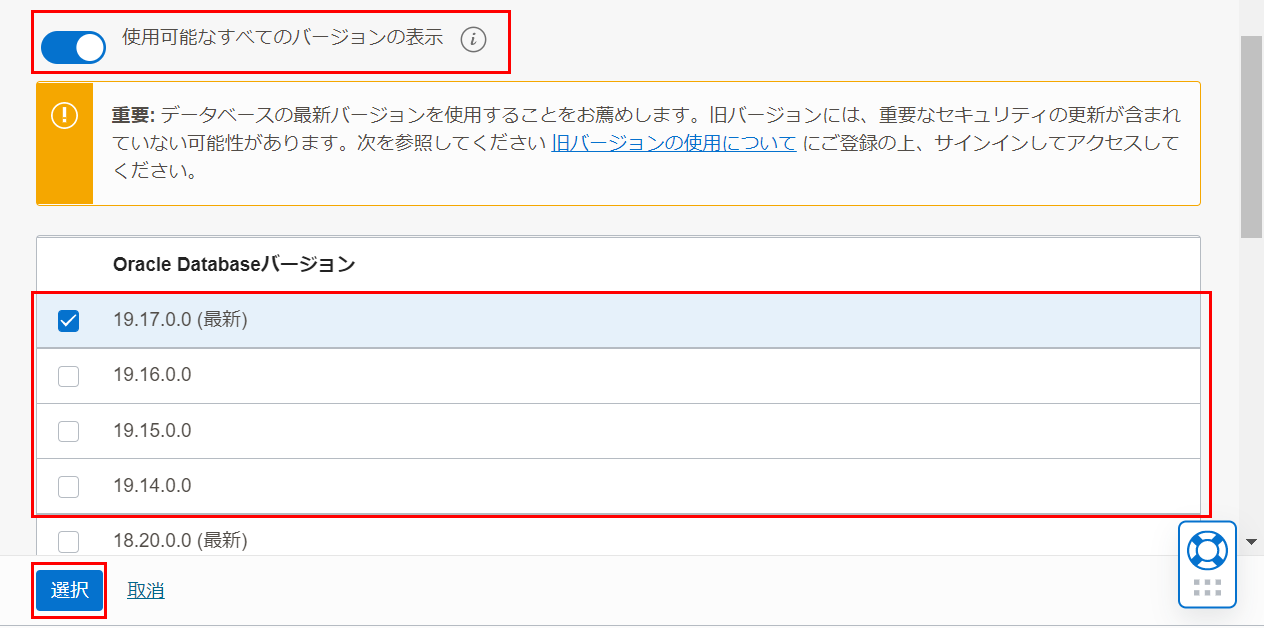 使用可能なすべてのバージョンの表示
重要: データベースの最新バージョンを使用することをお薦めします。旧バージョンには、重要なセキュリティの更新が含まれ
ていない可能性があります。次を参照してください 旧バージョンの使用について にご登録の上、サインインしてアクセスして
ください。
Oracle Databaseバージョン
19.17.0.0 (最新)
19.16.0.0
19.15.0.0
19.14.0.0
18.20.0.0 (最新)
選択 取消